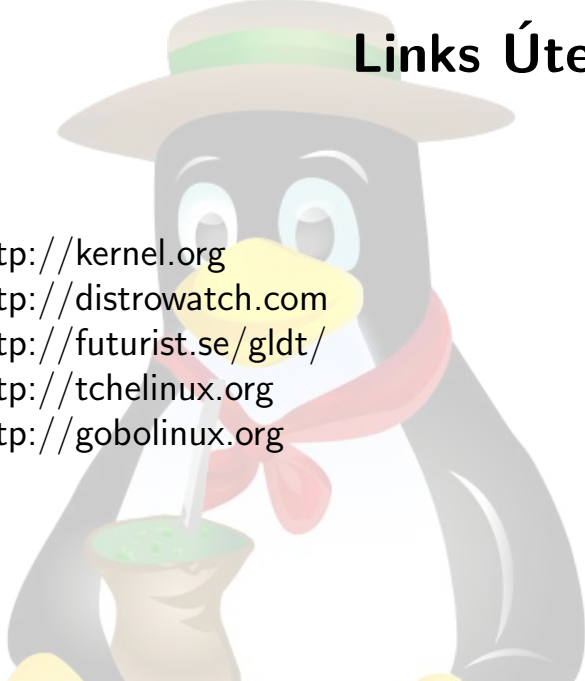 Links Úte
tp://kernel.org
tp://distrowatch.com
tp://futurist.se/gldt/
tp://tchelinux.org
tp://gobolinux.org